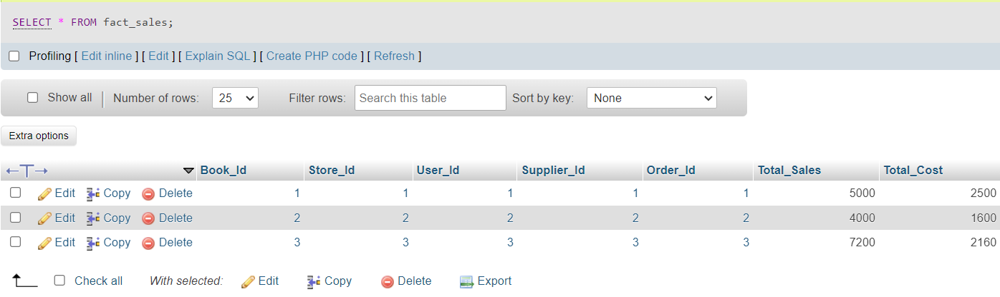 SELECT * FROM fact_sales;
Profiling [ Edit inline ] [ Edit ] [ Explain SQL ] [ Create PHP code ] [ Refresh ]
Show all Number of rows: 25 Filter rows: Search this table Sort by key: None
Extra options
Book_Id Store_Id User_Id Supplier_Id Order_Id Total_Sales Total_Cost
Edit Copy Delete 1 1 1 1 1 5000 2500
Edit Copy Delete 2 2 2 2 2 4000 1600
Edit Copy Delete 3 3 3 3 3 7200 2160
Check all With selected: Edit Copy Delete Export